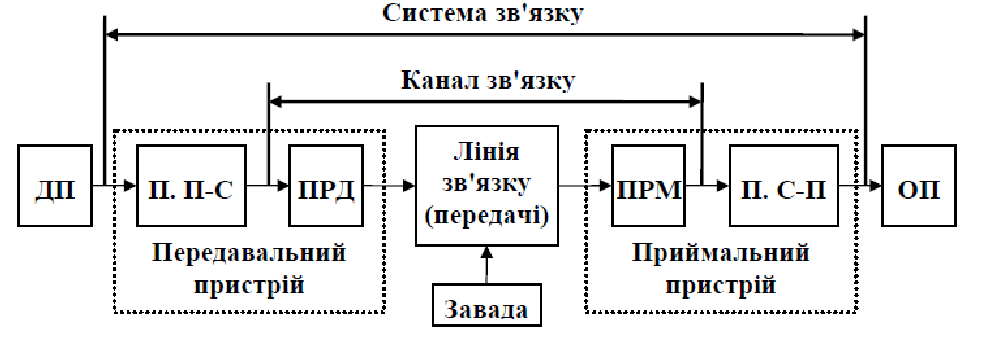 Система зв'язку
Канал зв'язку
ДП
П. П-С
ПРД
Лінія
зв'язку
(передачі)
ПРМ
П. С-П
ОП
Передавальний
пристрій
Приймальний
пристрій
Завада